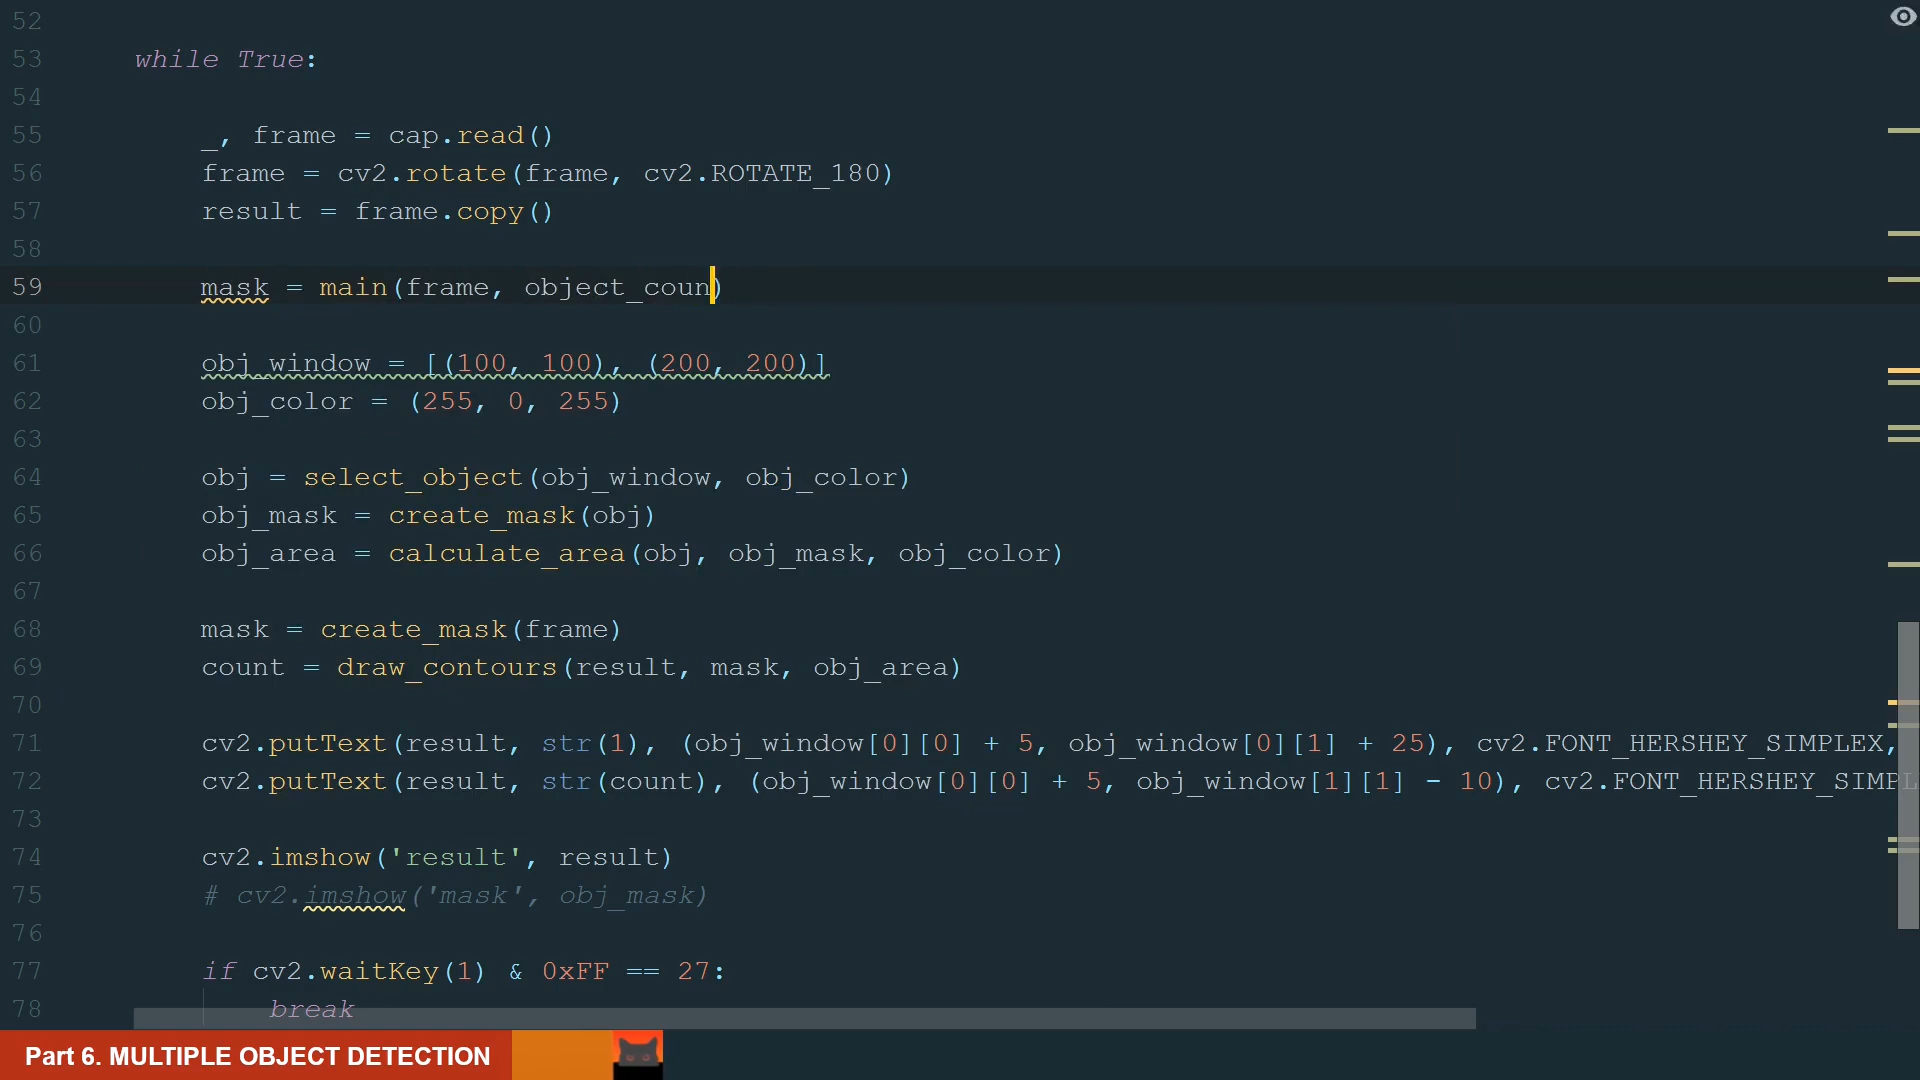 52
53 while True:
54
55 _, frame = cap.read()
56 frame = cv2.rotate(frame, cv2.ROTATE_180)
57 result = frame.copy()
58
59 mask = main(frame, object_coun)
60
61 obj_window = [(100, 100), (200, 200)]
62 obj_color = (255, 0, 255)
63
64 obj = select_object(obj_window, obj_color)
65 obj_mask = create_mask(obj)
66 obj_area = calculate_area(obj, obj_mask, obj_color)
67
68 mask = create_mask(frame)
69 count = draw_contours(result, mask, obj_area)
70
71 cv2.putText(result, str(1), (obj_window[0][0] + 5, obj_window[0][1] + 25), cv2.FONT_HERSHEY_SIMPLEX,
72 cv2.putText(result, str(count), (obj_window[0][0] + 5, obj_window[1][1] - 10), cv2.FONT_HERSHEY_SIMPL
73
74 cv2.imshow('result', result)
75 # cv2.imshow('mask', obj_mask)
76
77 if cv2.waitKey(1) & 0xFF == 27:
78 break
Part 6. MULTIPLE OBJECT DETECTION